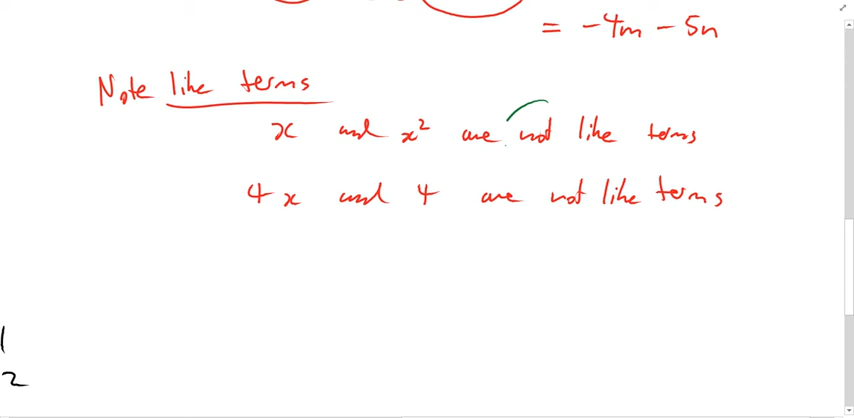 = -4m - 5n
Note like terms
x and x² are not like terms
4x and 4 are not like terms
1
2